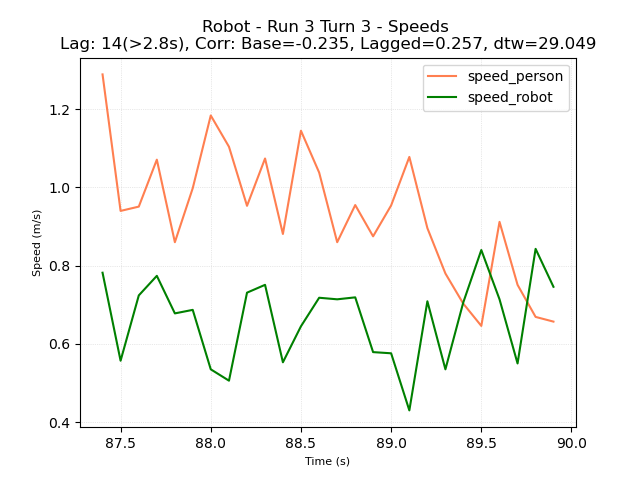 Robot - Run 3 Turn 3 - Speeds
Lag: 14(>2.8s), Corr: Base=-0.235, Lagged=0.257, dtw=29.049
speed_person
speed_robot
Speed (m/s)
1.2
1.0
0.8
0.6
0.4
87.5 88.0 88.5 89.0 89.5 90.0
Time (s)